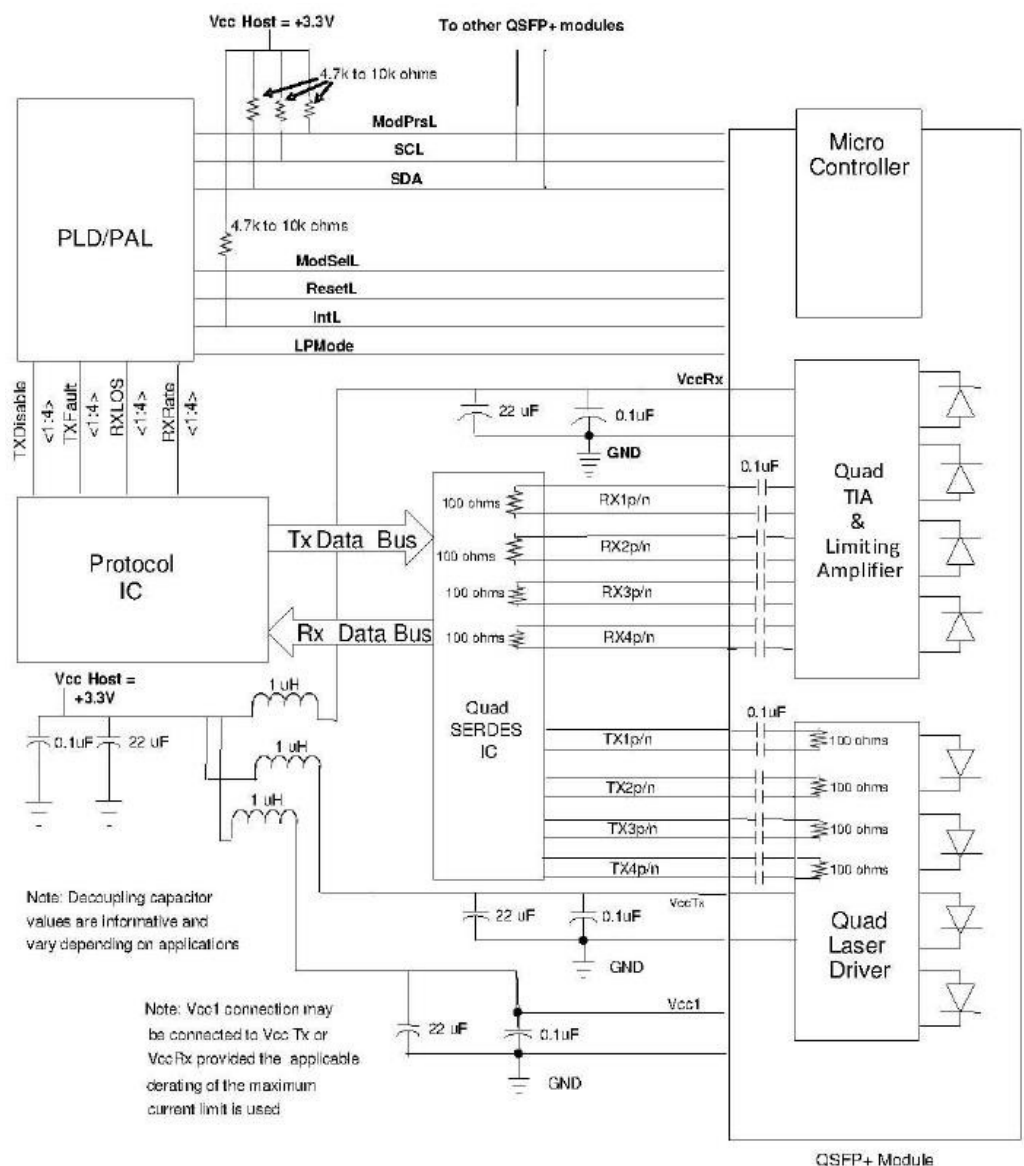 Vcc Host = +3.3V
To other QSFP+ modules
4.7k to 10k ohms
ModPrsL
SCL
SDA
Micro
Controller
PLD/PAL
4.7k to 10k ohms
ModSelL
ResetL
IntL
LPMode
TXDisable
<1:4>
TXFault
<1:4>
RXLOS
<1:4>
RXRate
<1:4>
VccRx
22 uF
0.1uF
GND
0.1uF
Quad
TIA
&
Limiting
Amplifier
100 ohms
RX1p/n
100 ohms
RX2p/n
100 ohms
RX3p/n
100 ohms
RX4p/n
Tx Data Bus
Protocol
IC
Rx Data Bus
Vcc Host =
+3.3V
1 uH
0.1uF
22 uF
1 uH
1 uH
Quad
SERDES
IC
0.1uF
TX1p/n
100 ohms
TX2p/n
100 ohms
TX3p/n
100 ohms
TX4p/n
100 ohms
VccTx
22 uF
0.1uF
GND
Quad
Laser
Driver
Note: Decoupling capacitor
values are informative and
vary depending on applications
Vcc1
22 uF
0.1uF
GND
Note: Vcc1 connection may
be connected to Vcc Tx or
VccRx provided the applicable
derating of the maximum
current limit is used
QSFP+ Module